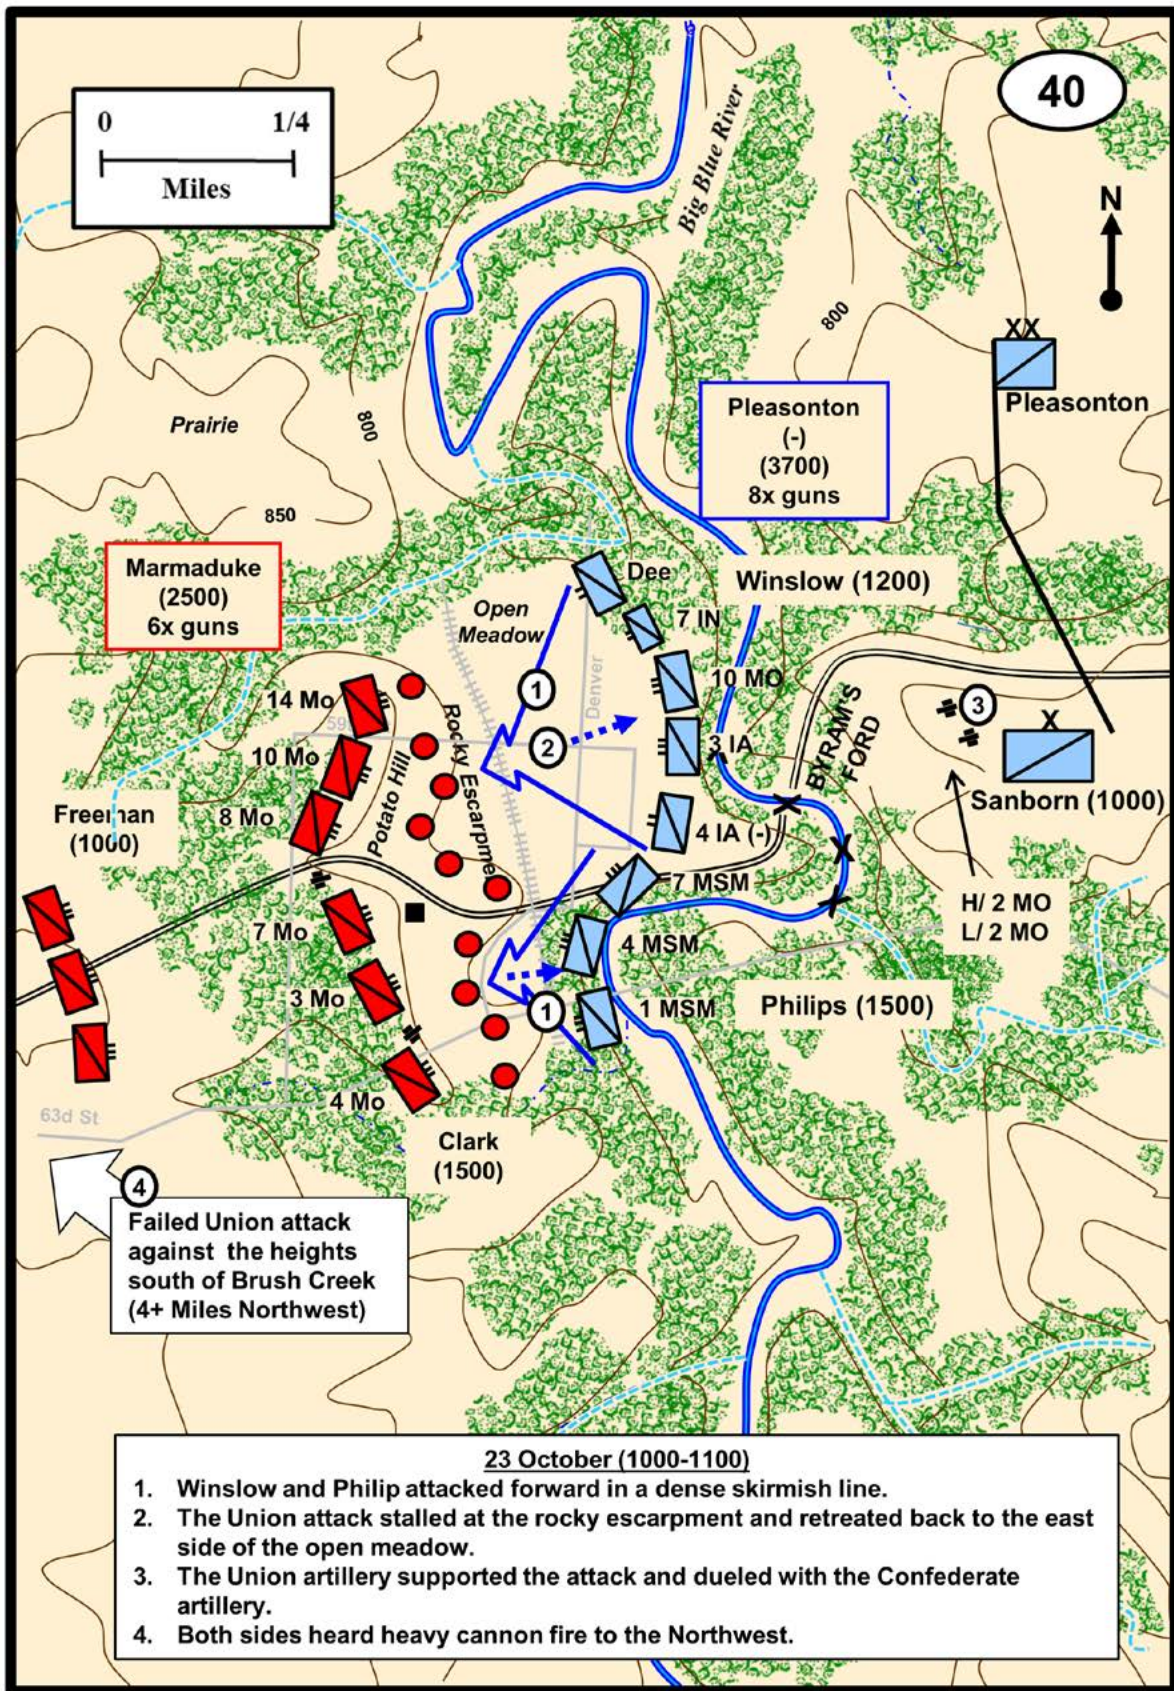 0 1/4
Miles
40
N
Big Blue River
800
XX
Pleasonton
Pleasonton
(-)
(3700)
8x guns
Prairie
800
850
Marmaduke
(2500)
6x guns
Dee
Winslow (1200)
Open
Meadow
7 IN
10 MO
Denver
14 Mo
1
3
BYRAM'S
FORD
X
59
Rocky Escarpme
2
3 IA
10 Mo
Potato Hill
Sanborn (1000)
Freeman
(1000)
8 Mo
4 IA (-)
7 MSM
H/ 2 MO
L/ 2 MO
7 Mo
4 MSM
3 Mo
1
1 MSM
Philips (1500)
4 Mo
63d St
Clark
(1500)
4
Failed Union attack
against the heights
south of Brush Creek
(4+ Miles Northwest)
23 October (1000-1100)
1. Winslow and Philip attacked forward in a dense skirmish line.
2. The Union attack stalled at the rocky escarpment and retreated back to the east
side of the open meadow.
3. The Union artillery supported the attack and dueled with the Confederate
artillery.
4. Both sides heard heavy cannon fire to the Northwest.